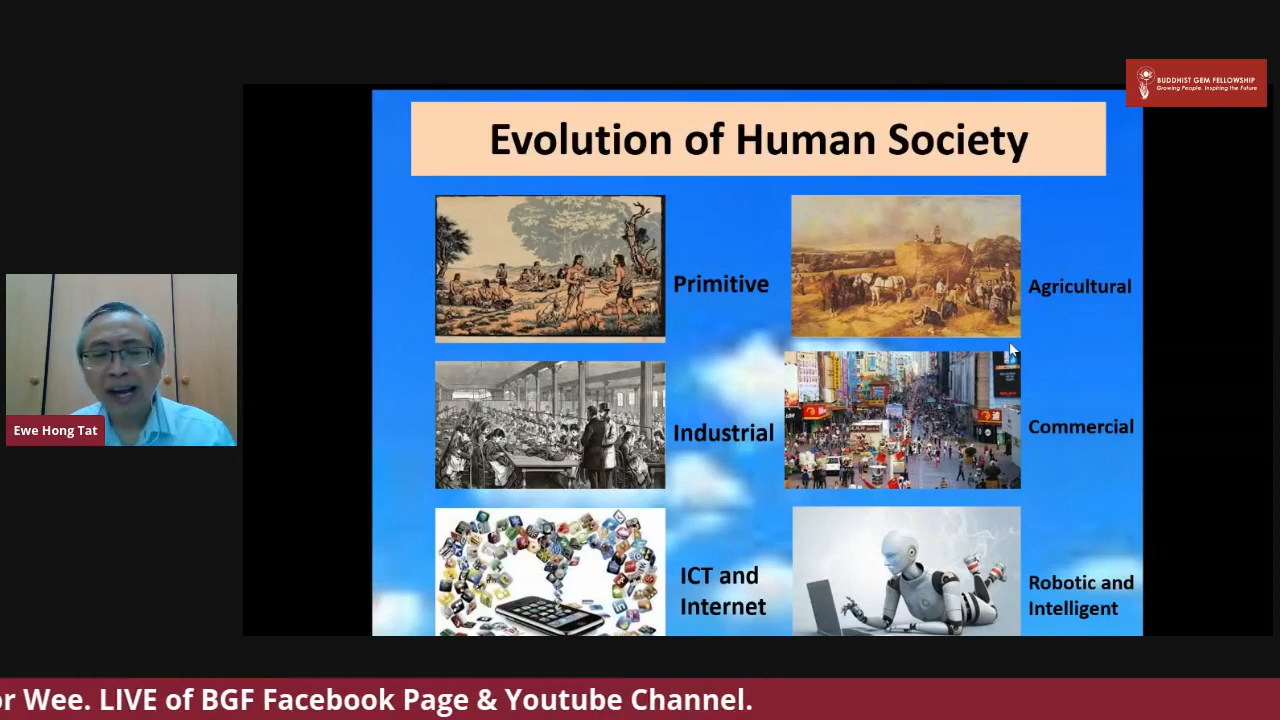 BUDDHIST GEM FELLOWSHIP
Growing People. Inspiring the Future
Evolution of Human Society
Primitive
Agricultural
Industrial
Commercial
ICT and
Internet
Robotic and
Intelligent
Ewe Hong Tat
or Wee. LIVE of BGF Facebook Page & Youtube Channel.